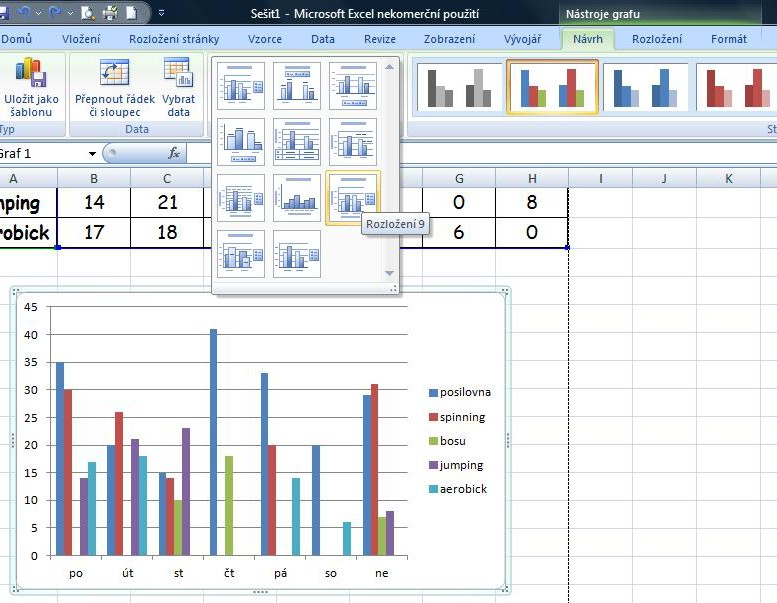 Sešit1 - Microsoft Excel nekomerční použití
Nástroje grafu
Domů Vložení Rozložení stránky Vzorce Data Revize Zobrazení Vývojář Návrh Rozložení Formát
Uložit jako
šablonu
Přepnout řádek
či sloupec
Vybrat
data
Typ
Data
St
Graf 1
fx
A B C G H I J K
mping 14 21 0 8
robick 17 18 6 0
Rozložení 9
45
40
35
30
25
20
15
10
5
0
po út st čt pá so ne
posilovna
spinning
bosu
jumping
aerobick